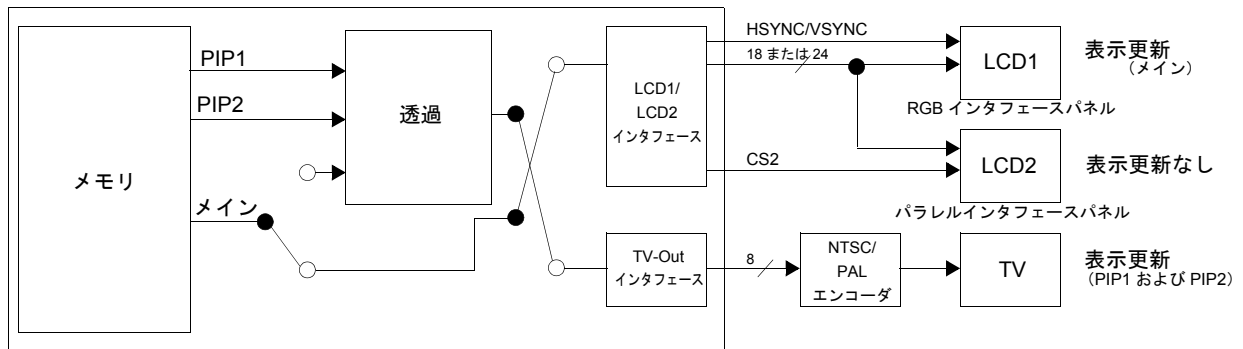 メモリ
PIP1
PIP2
メイン
透過
LCD1/
LCD2
インタフェース
TV-Out
インタフェース
HSYNC/VSYNC
18 または 24
CS2
8
NTSC/
PAL
エンコーダ
LCD1
表示更新
（メイン）
RGB インタフェースパネル
LCD2
表示更新なし
パラレルインタフェースパネル
TV
表示更新
（PIP1 および PIP2）